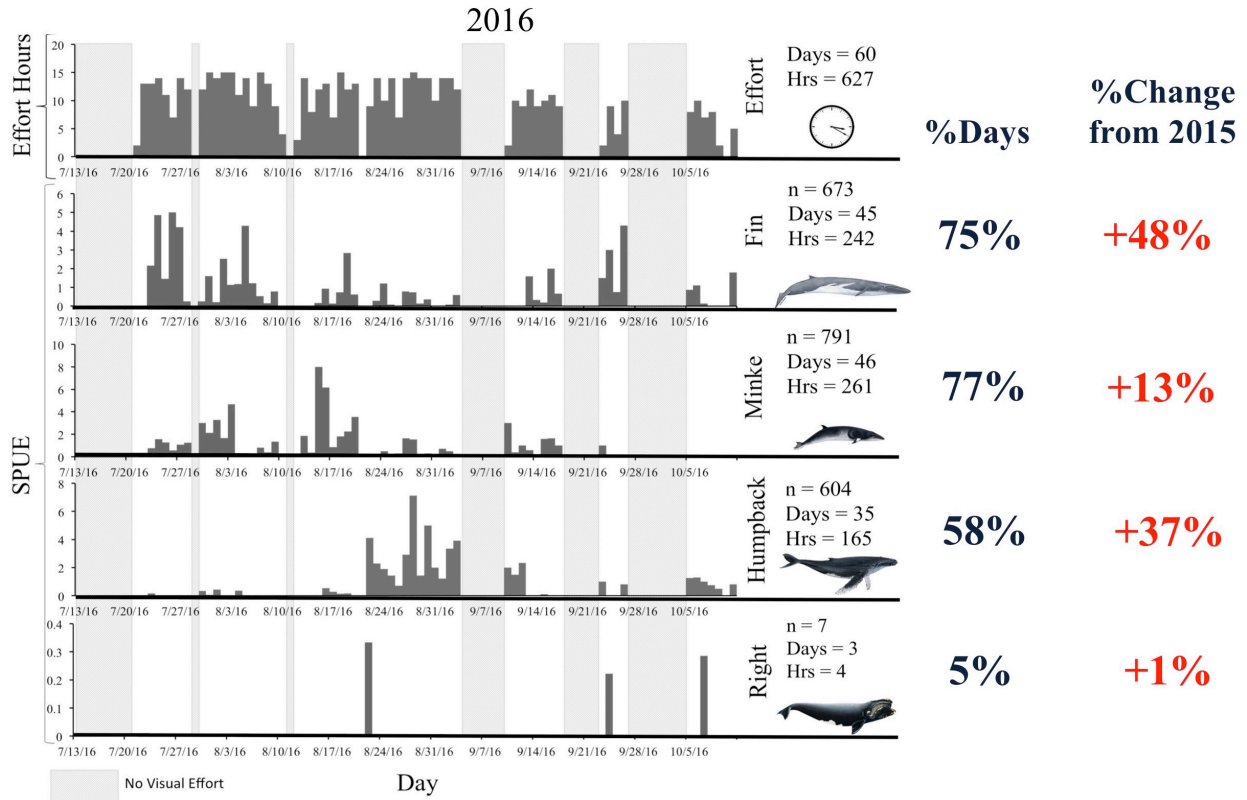 2016
Effort Hours
20
15
10
5
0
7/13/16 7/20/16 7/27/16 8/3/16 8/10/16 8/17/16 8/24/16 8/31/16 9/7/16 9/14/16 9/21/16 9/28/16 10/5/16
Effort
Days = 60
Hrs = 627
%Days
%Change
from 2015
SPUE
6
5
4
3
2
1
0
7/13/16 7/20/16 7/27/16 8/3/16 8/10/16 8/17/16 8/24/16 8/31/16 9/7/16 9/14/16 9/21/16 9/28/16 10/5/16
Fin
n = 673
Days = 45
Hrs = 242
75%
+48%
10
8
6
4
2
0
7/13/16 7/20/16 7/27/16 8/3/16 8/10/16 8/17/16 8/24/16 8/31/16 9/7/16 9/14/16 9/21/16 9/28/16 10/5/16
Minke
n = 791
Days = 46
Hrs = 261
77%
+13%
8
6
4
2
0
7/13/16 7/20/16 7/27/16 8/3/16 8/10/16 8/17/16 8/24/16 8/31/16 9/7/16 9/14/16 9/21/16 9/28/16 10/5/16
Humpback
n = 604
Days = 35
Hrs = 165
58%
+37%
0.4
0.3
0.2
0.1
0
7/13/16 7/20/16 7/27/16 8/3/16 8/10/16 8/17/16 8/24/16 8/31/16 9/7/16 9/14/16 9/21/16 9/28/16 10/5/16
Right
n = 7
Days = 3
Hrs = 4
5%
+1%
No Visual Effort
Day